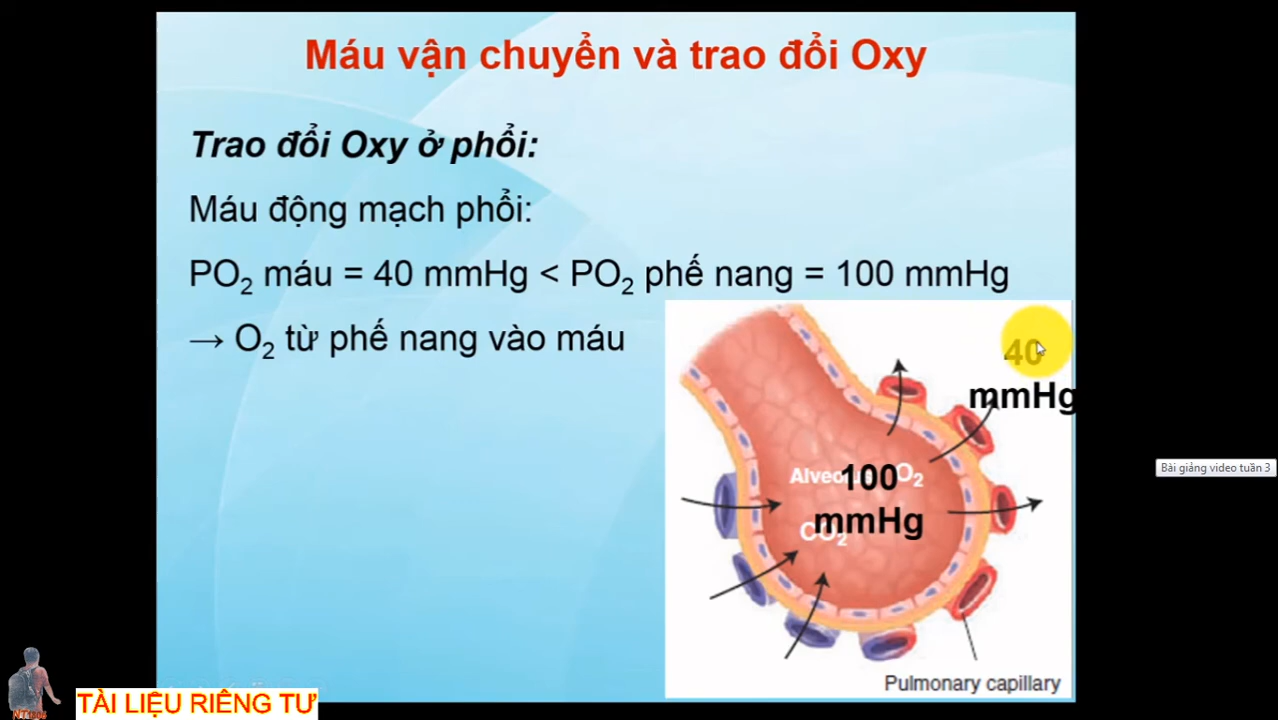 Máu vận chuyển và trao đổi Oxy
Trao đổi Oxy ở phổi:
Máu động mạch phổi:
PO₂ máu = 40 mmHg < PO₂ phế nang = 100 mmHg
→ O₂ từ phế nang vào máu
40
mmHg
100
O₂
mmHg
CO₂
Pulmonary capillary
Bài giảng video tuần 3
TÀI LIỆU RIÊNG TƯ